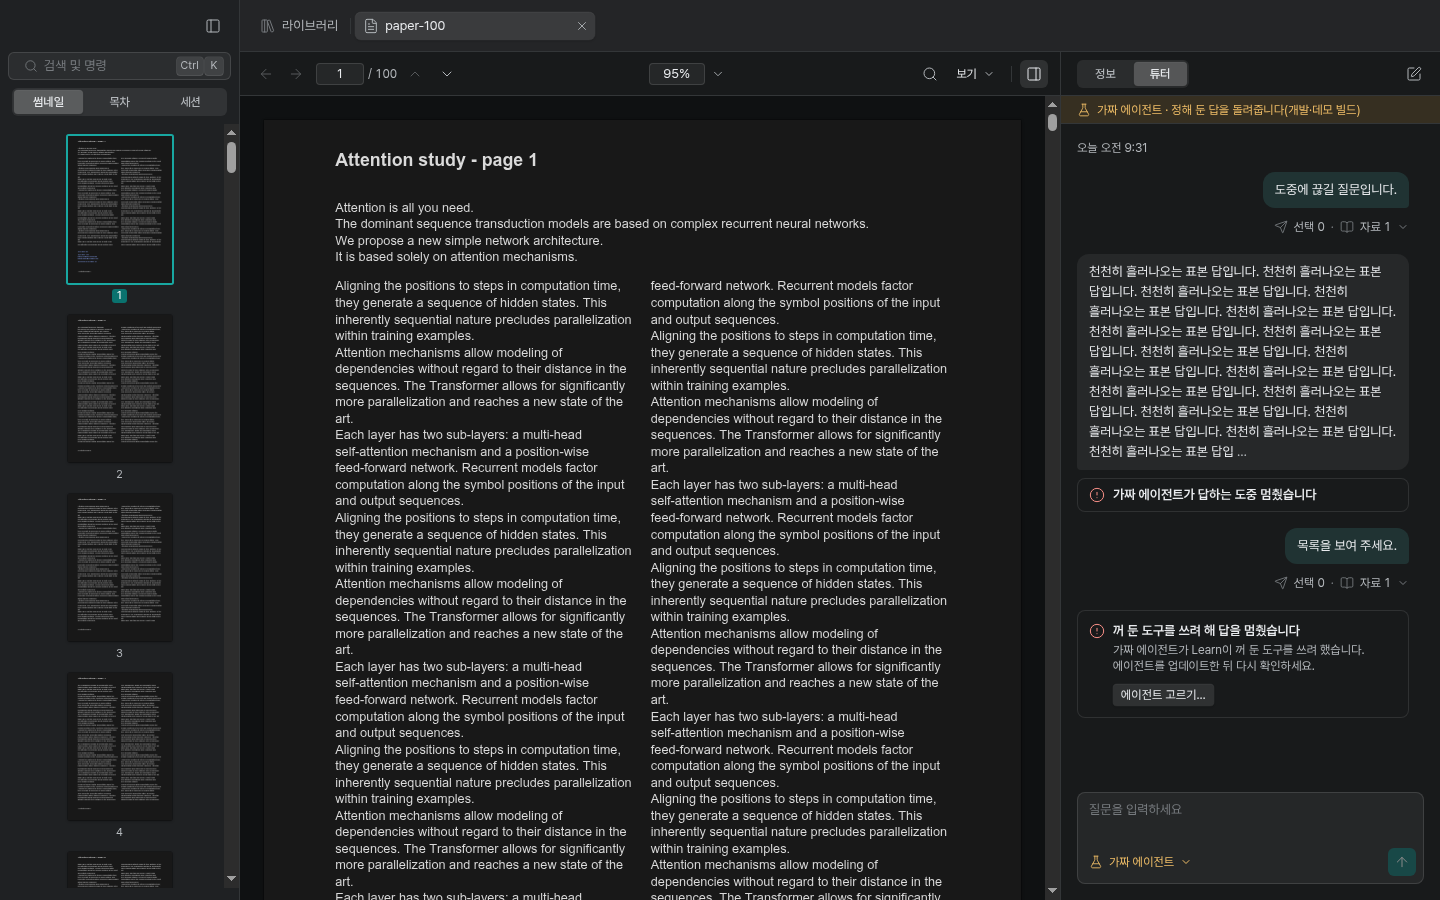 라이브러리
paper-100
검색 및 명령
Ctrl K
썸네일 목차 세션
1
2
3
4
1 / 100
95%
보기
Attention study - page 1
Attention is all you need.
The dominant sequence transduction models are based on complex recurrent neural networks.
We propose a new simple network architecture.
It is based solely on attention mechanisms.
Aligning the positions to steps in computation time,
they generate a sequence of hidden states. This
inherently sequential nature precludes parallelization
within training examples.
Attention mechanisms allow modeling of
dependencies without regard to their distance in the
sequences. The Transformer allows for significantly
more parallelization and reaches a new state of the
art.
Each layer has two sub-layers: a multi-head
self-attention mechanism and a position-wise
feed-forward network. Recurrent models factor
computation along the symbol positions of the input
and output sequences.
Aligning the positions to steps in computation time,
they generate a sequence of hidden states. This
inherently sequential nature precludes parallelization
within training examples.
Attention mechanisms allow modeling of
dependencies without regard to their distance in the
sequences. The Transformer allows for significantly
more parallelization and reaches a new state of the
art.
Each layer has two sub-layers: a multi-head
self-attention mechanism and a position-wise
feed-forward network. Recurrent models factor
computation along the symbol positions of the input
and output sequences.
Aligning the positions to steps in computation time,
they generate a sequence of hidden states. This
inherently sequential nature precludes parallelization
within training examples.
Attention mechanisms allow modeling of
dependencies without regard to their distance in the
sequences. The Transformer allows for significantly
more parallelization and reaches a new state of the
art.
Each layer has two sub-layers: a multi-head
feed-forward network. Recurrent models factor
computation along the symbol positions of the input
and output sequences.
Aligning the positions to steps in computation time,
they generate a sequence of hidden states. This
inherently sequential nature precludes parallelization
within training examples.
Attention mechanisms allow modeling of
dependencies without regard to their distance in the
sequences. The Transformer allows for significantly
more parallelization and reaches a new state of the
art.
Each layer has two sub-layers: a multi-head
self-attention mechanism and a position-wise
feed-forward network. Recurrent models factor
computation along the symbol positions of the input
and output sequences.
Aligning the positions to steps in computation time,
they generate a sequence of hidden states. This
inherently sequential nature precludes parallelization
within training examples.
Attention mechanisms allow modeling of
dependencies without regard to their distance in the
sequences. The Transformer allows for significantly
more parallelization and reaches a new state of the
art.
Each layer has two sub-layers: a multi-head
self-attention mechanism and a position-wise
feed-forward network. Recurrent models factor
computation along the symbol positions of the input
and output sequences.
Aligning the positions to steps in computation time,
they generate a sequence of hidden states. This
inherently sequential nature precludes parallelization
within training examples.
Attention mechanisms allow modeling of
dependencies without regard to their distance in the
sequences. The Transformer allows for significantly
정보 튜터
가짜 에이전트 · 정해 둔 답을 돌려줍니다(개발·데모 빌드)
오늘 오전 9:31
도중에 끊길 질문입니다.
선택 0 · 자료 1
천천히 흘러나오는 표본 답입니다. 천천히 흘러나오는 표본
답입니다. 천천히 흘러나오는 표본 답입니다. 천천히
흘러나오는 표본 답입니다. 천천히 흘러나오는 표본 답입니다.
천천히 흘러나오는 표본 답입니다. 천천히 흘러나오는 표본
답입니다. 천천히 흘러나오는 표본 답입니다. 천천히
흘러나오는 표본 답입니다. 천천히 흘러나오는 표본 답입니다.
천천히 흘러나오는 표본 답입니다. 천천히 흘러나오는 표본
답입니다. 천천히 흘러나오는 표본 답입니다. 천천히
흘러나오는 표본 답입니다. 천천히 흘러나오는 표본 답입니다.
천천히 흘러나오는 표본 답입 ...
가짜 에이전트가 답하는 도중 멈췄습니다
목록을 보여 주세요.
선택 0 · 자료 1
꺼 둔 도구를 쓰려 해 답을 멈췄습니다
가짜 에이전트가 Learn이 꺼 둔 도구를 쓰려 했습니다.
에이전트를 업데이트한 뒤 다시 확인하세요.
에이전트 고르기...
질문을 입력하세요
가짜 에이전트